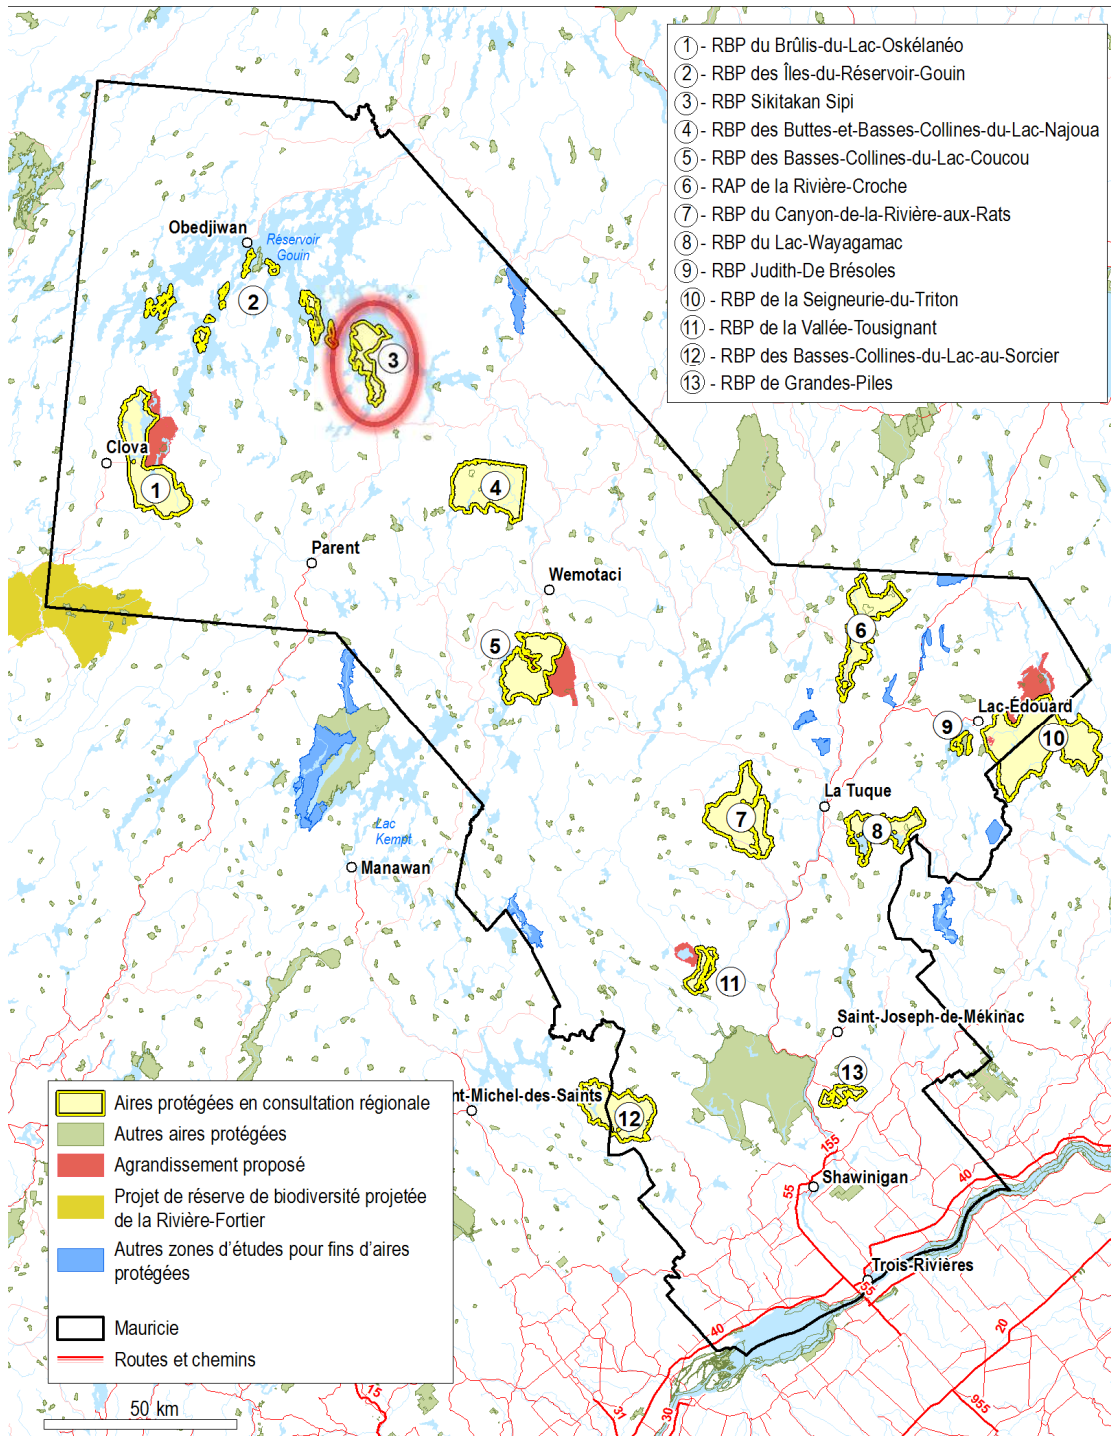 1 - RBP du Brûlis-du-Lac-Oskélanéo
2 - RBP des Îles-du-Réservoir-Gouin
3 - RBP Sikitakan Sipi
4 - RBP des Buttes-et-Basses-Collines-du-Lac-Najoua
5 - RBP des Basses-Collines-du-Lac-Coucou
6 - RAP de la Rivière-Croche
7 - RBP du Canyon-de-la-Rivière-aux-Rats
8 - RBP du Lac-Wayagamac
9 - RBP Judith-De Brésoles
10 - RBP de la Seigneurie-du-Triton
11 - RBP de la Vallée-Tousignant
12 - RBP des Basses-Collines-du-Lac-au-Sorcier
13 - RBP de Grandes-Piles
Obedjiwan
Réservoir
Gouin
2
3
Clova
1
4
Parent
Wemotaci
5
6
Lac-Édouard
9
10
La Tuque
7
8
Lac
Kempt
Manawan
11
Saint-Joseph-de-Mékinac
13
nt-Michel-des-Saints
12
155
55
40
Shawinigan
Trois-Rivières
55
40
20
955
30
31
15
Aires protégées en consultation régionale
Autres aires protégées
Agrandissement proposé
Projet de réserve de biodiversité projetée
de la Rivière-Fortier
Autres zones d'études pour fins d'aires
protégées
Mauricie
Routes et chemins
50 km